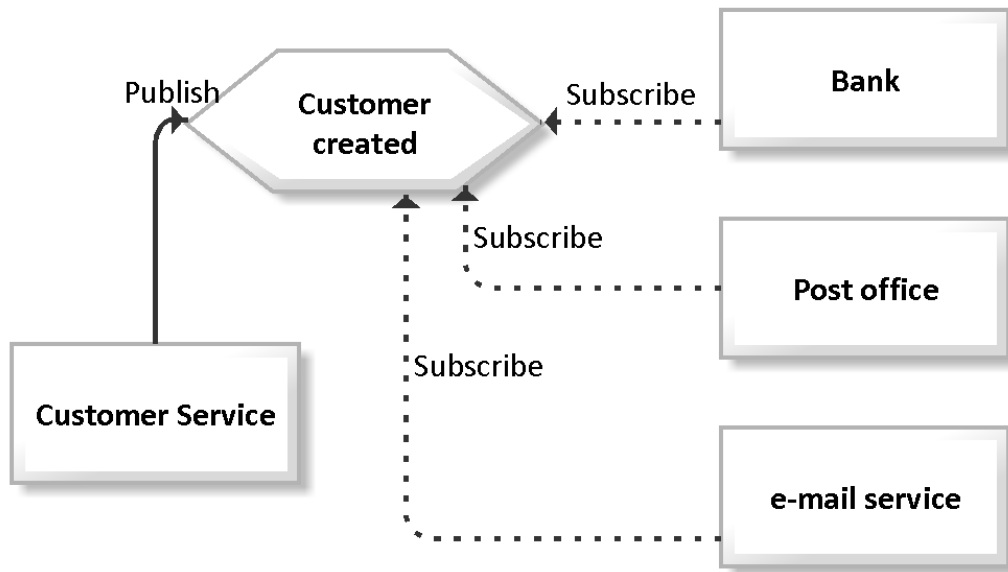 Publish
Customer
created
Subscribe
Bank
Subscribe
Post office
Subscribe
Customer Service
e-mail service